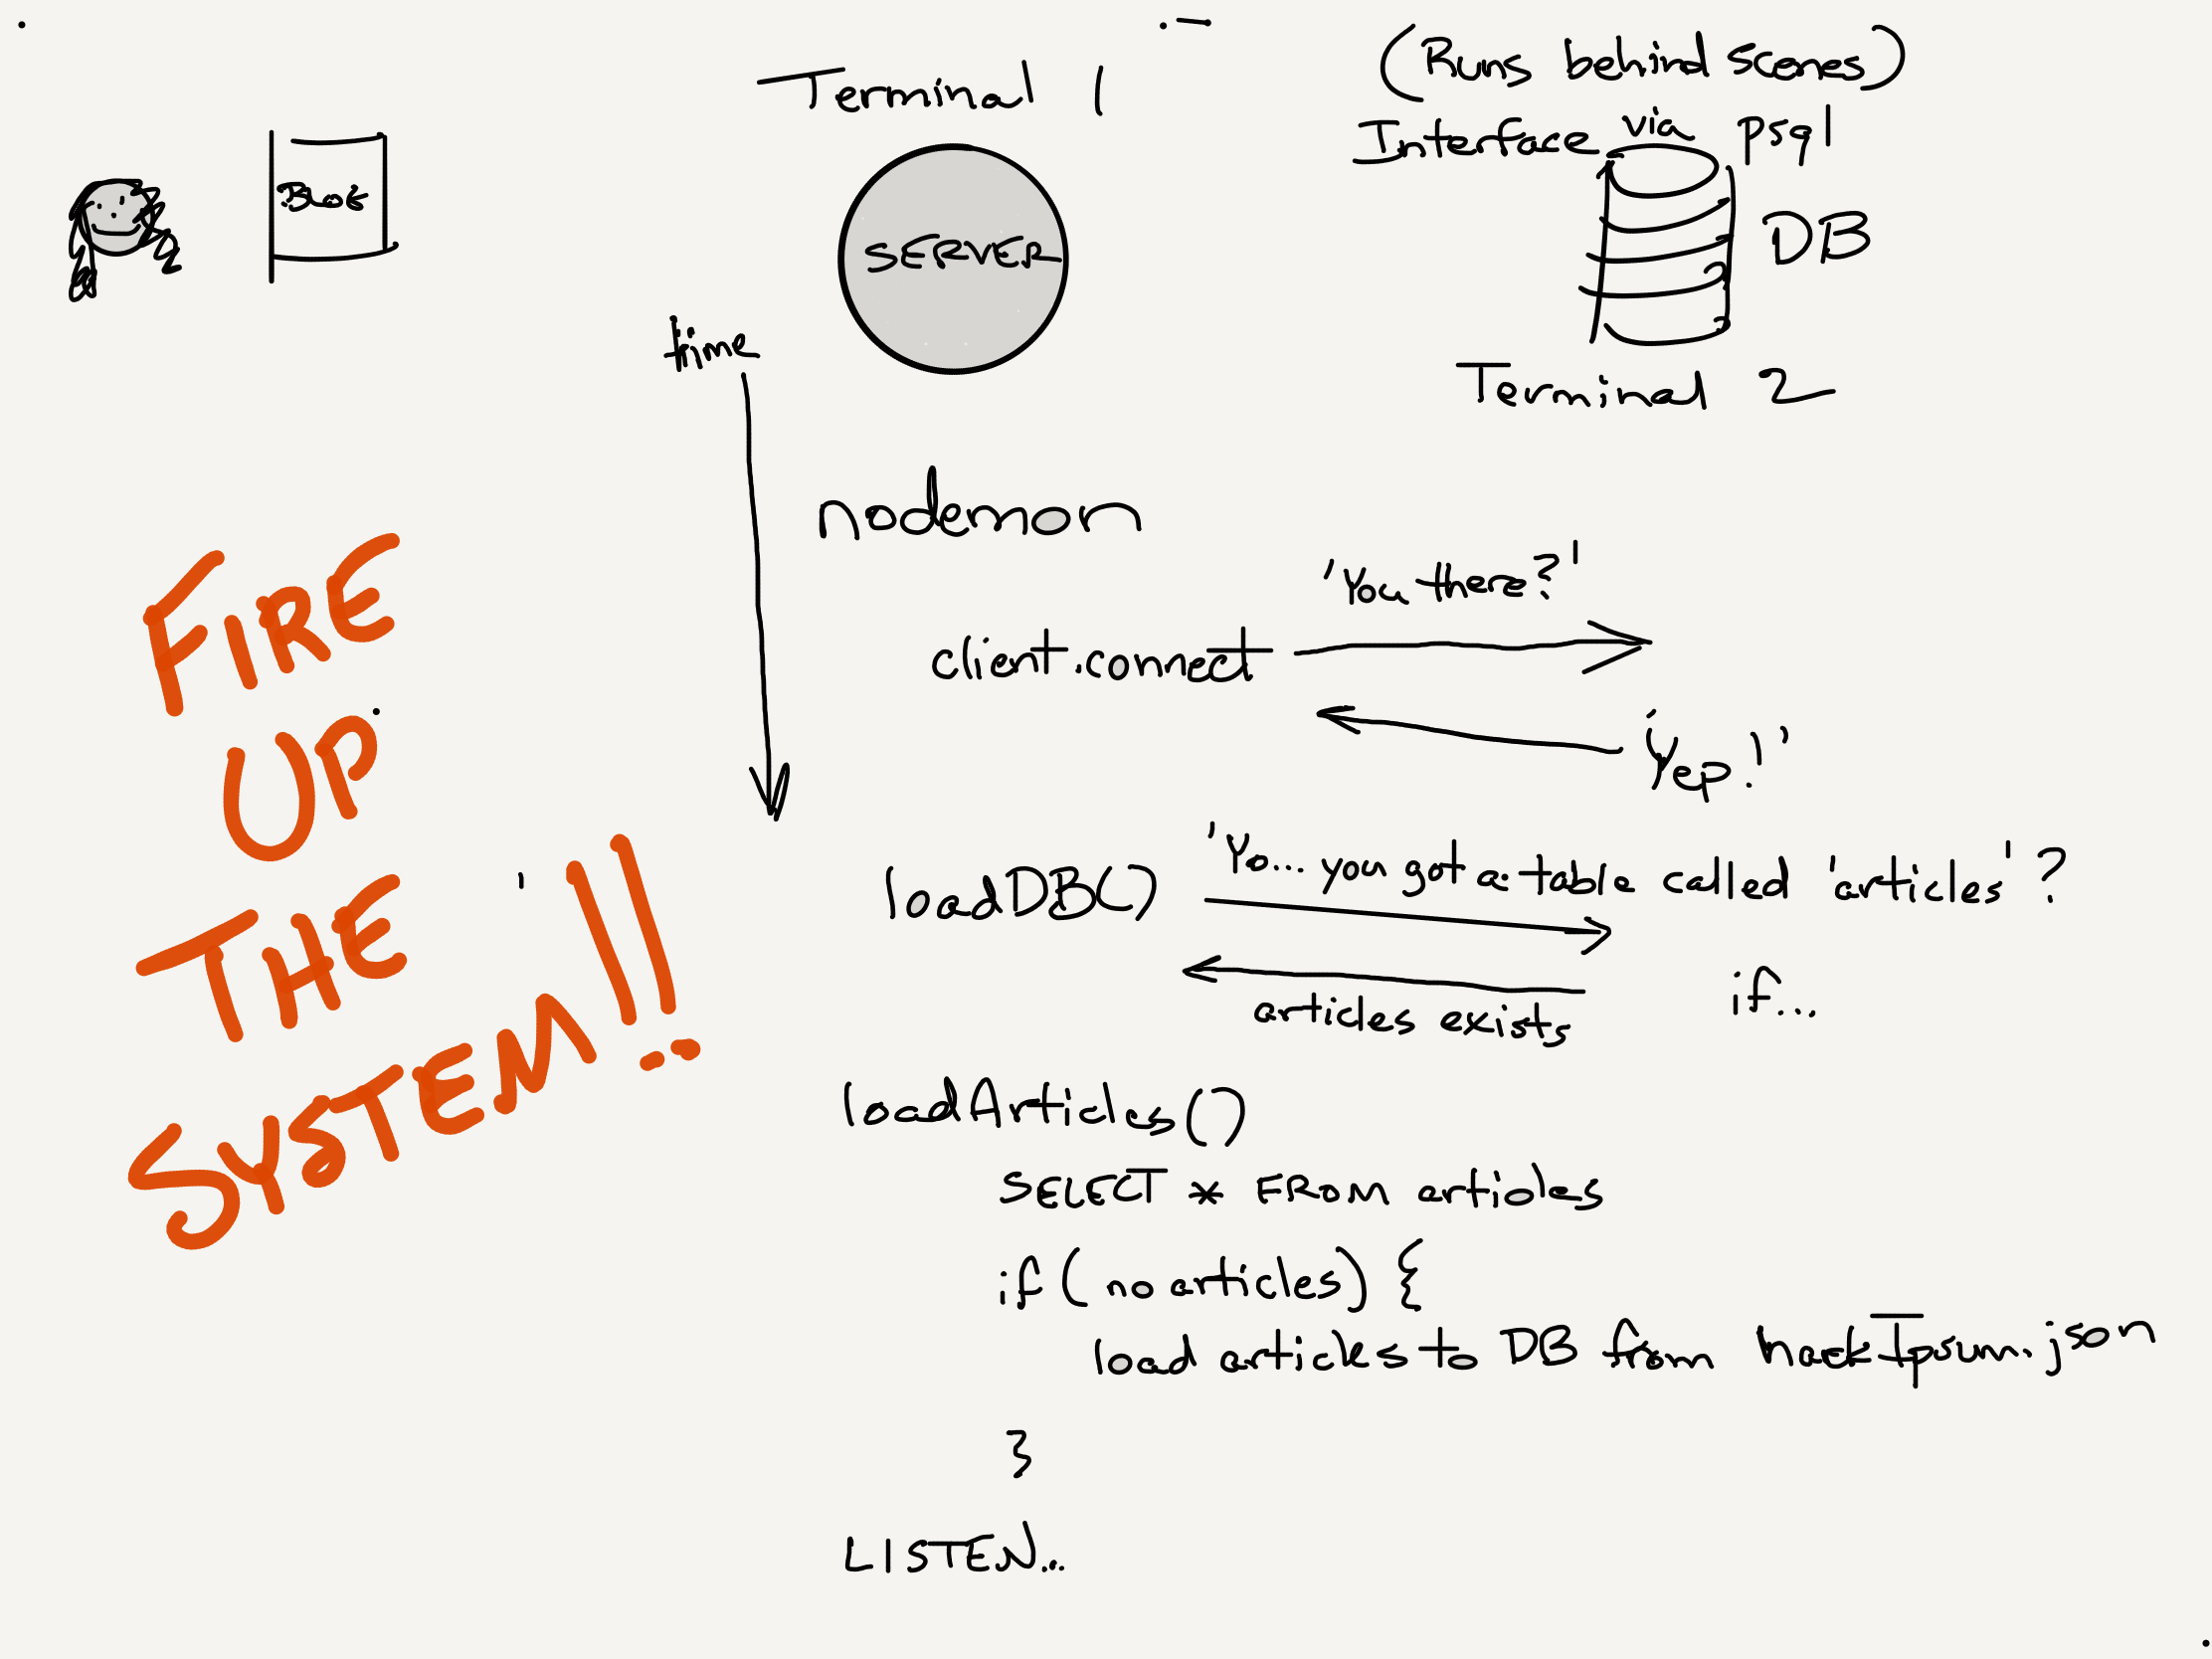 Terminal 1
(Runs behind scenes)
Interface via psql
BLOG
SERVER
DB
time
Terminal 2
nodemon
'You there?'
client.connect
'Yep!'
FIRE
UP
THE
SYSTEM!!
loadDB()
'Yo... you got a table called 'articles'?
if...
articles exists
loadArticles()
SELECT * FROM articles
if (no articles) {
load articles to DB from hackIpsum.json
}
LISTEN...